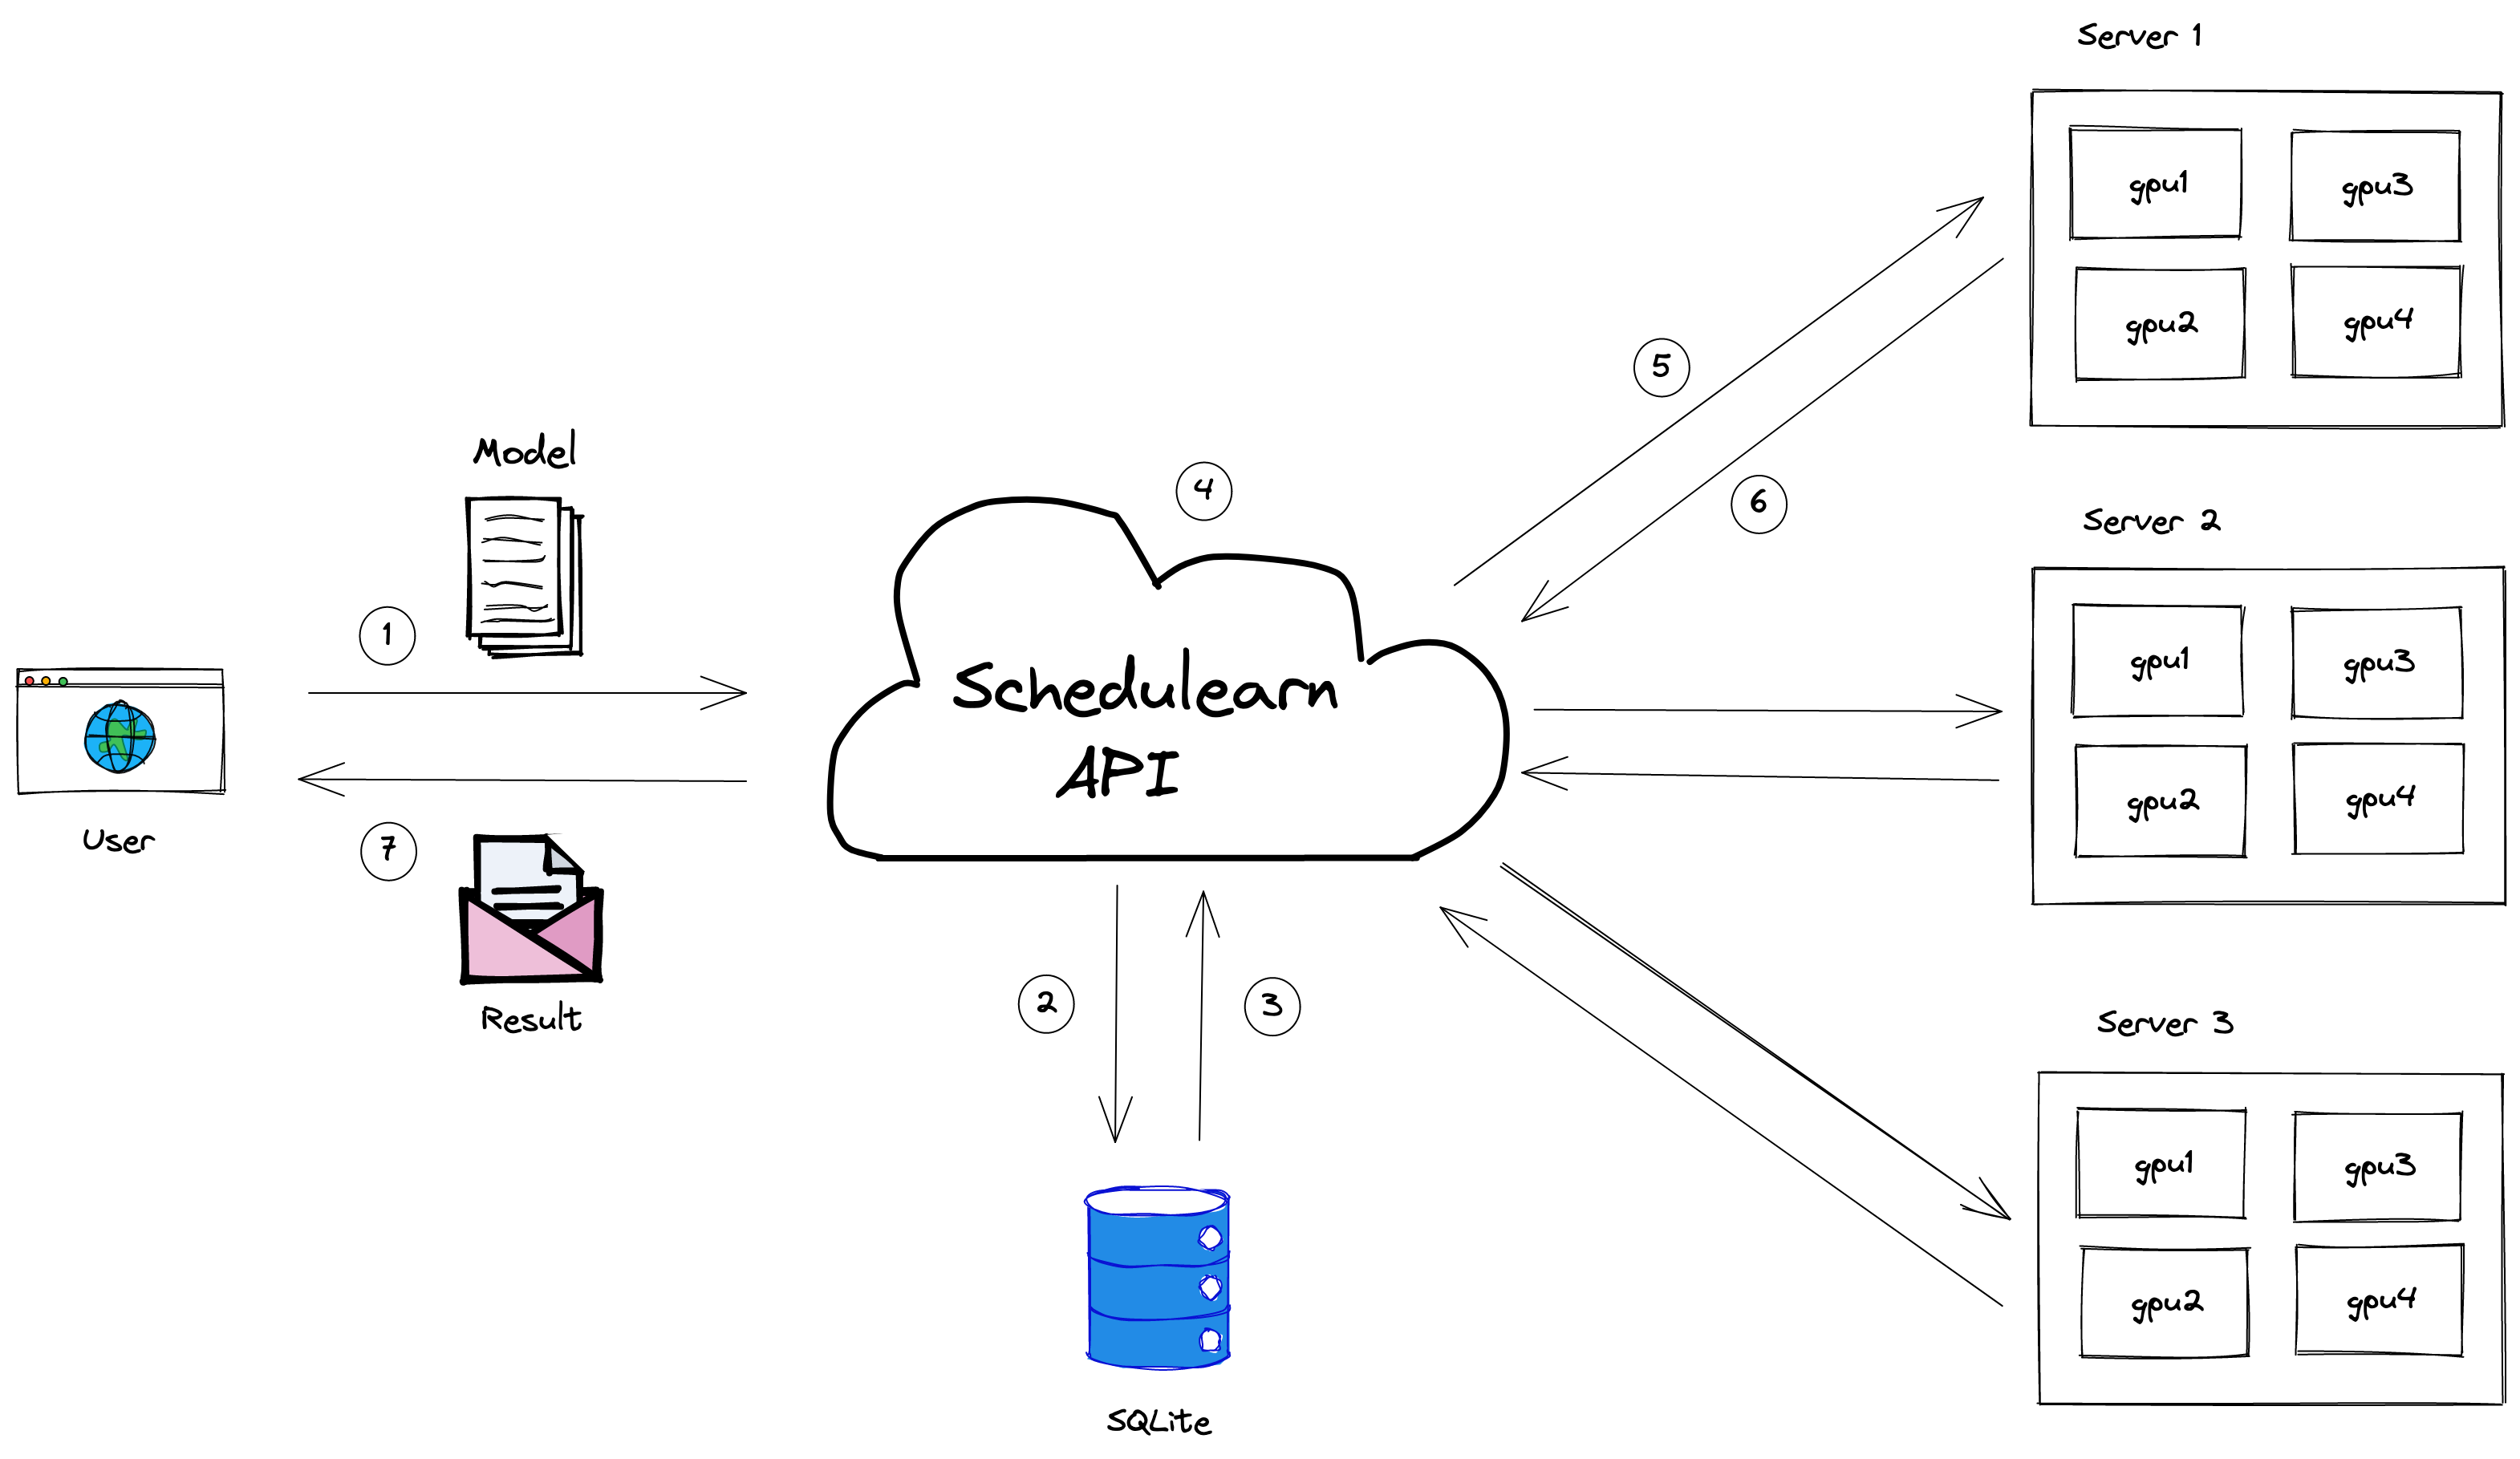 Model
1
User
7
Result
4
Schedulearn
API
2
3
SQLite
5
6
Server 1
gpu1
gpu3
gpu2
gpu4
Server 2
gpu1
gpu3
gpu2
gpu4
Server 3
gpu1
gpu3
gpu2
gpu4